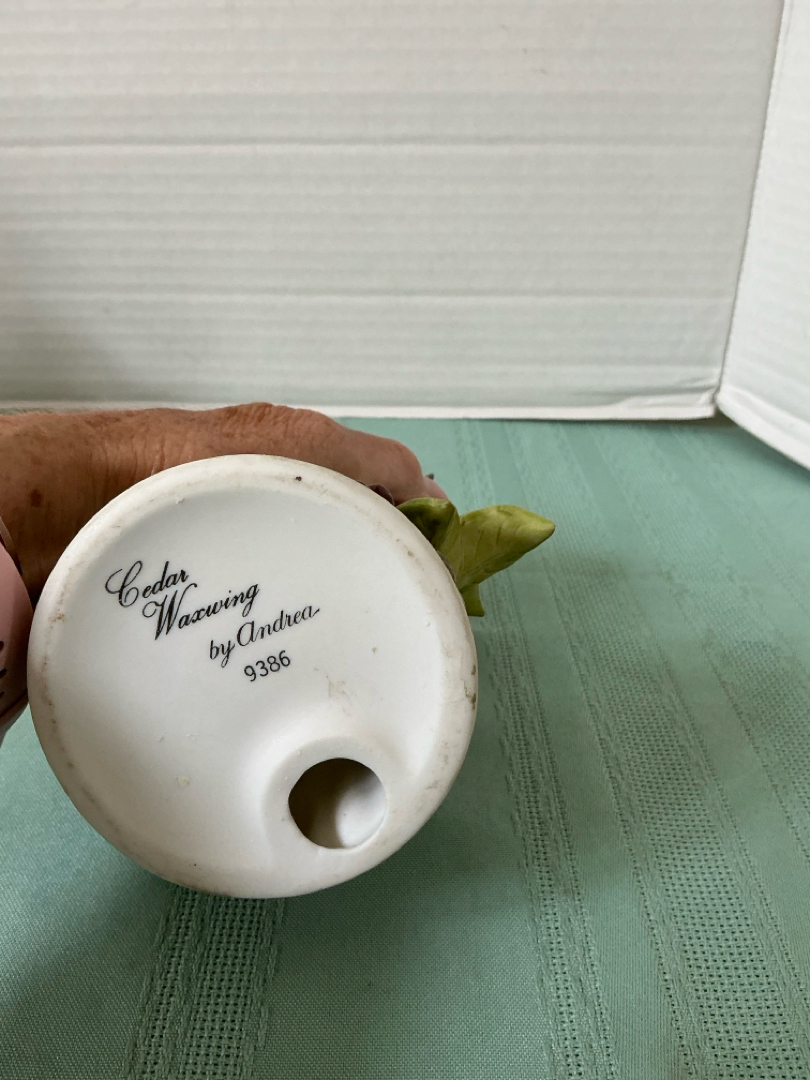 Cedar
Waxwing
by Andrea
9386